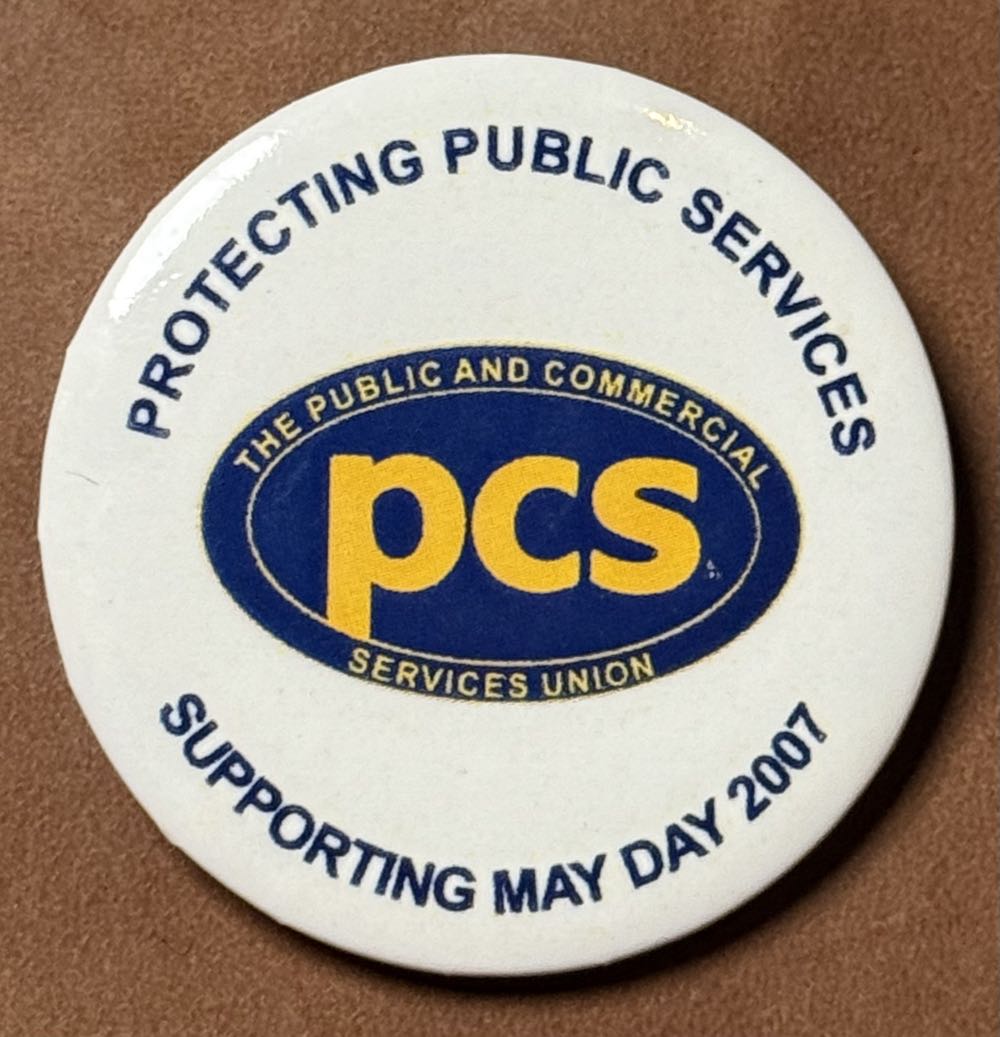 PROTECTING PUBLIC SERVICES
THE PUBLIC AND COMMERCIAL
pcs
SERVICES UNION
SUPPORTING MAY DAY 2007